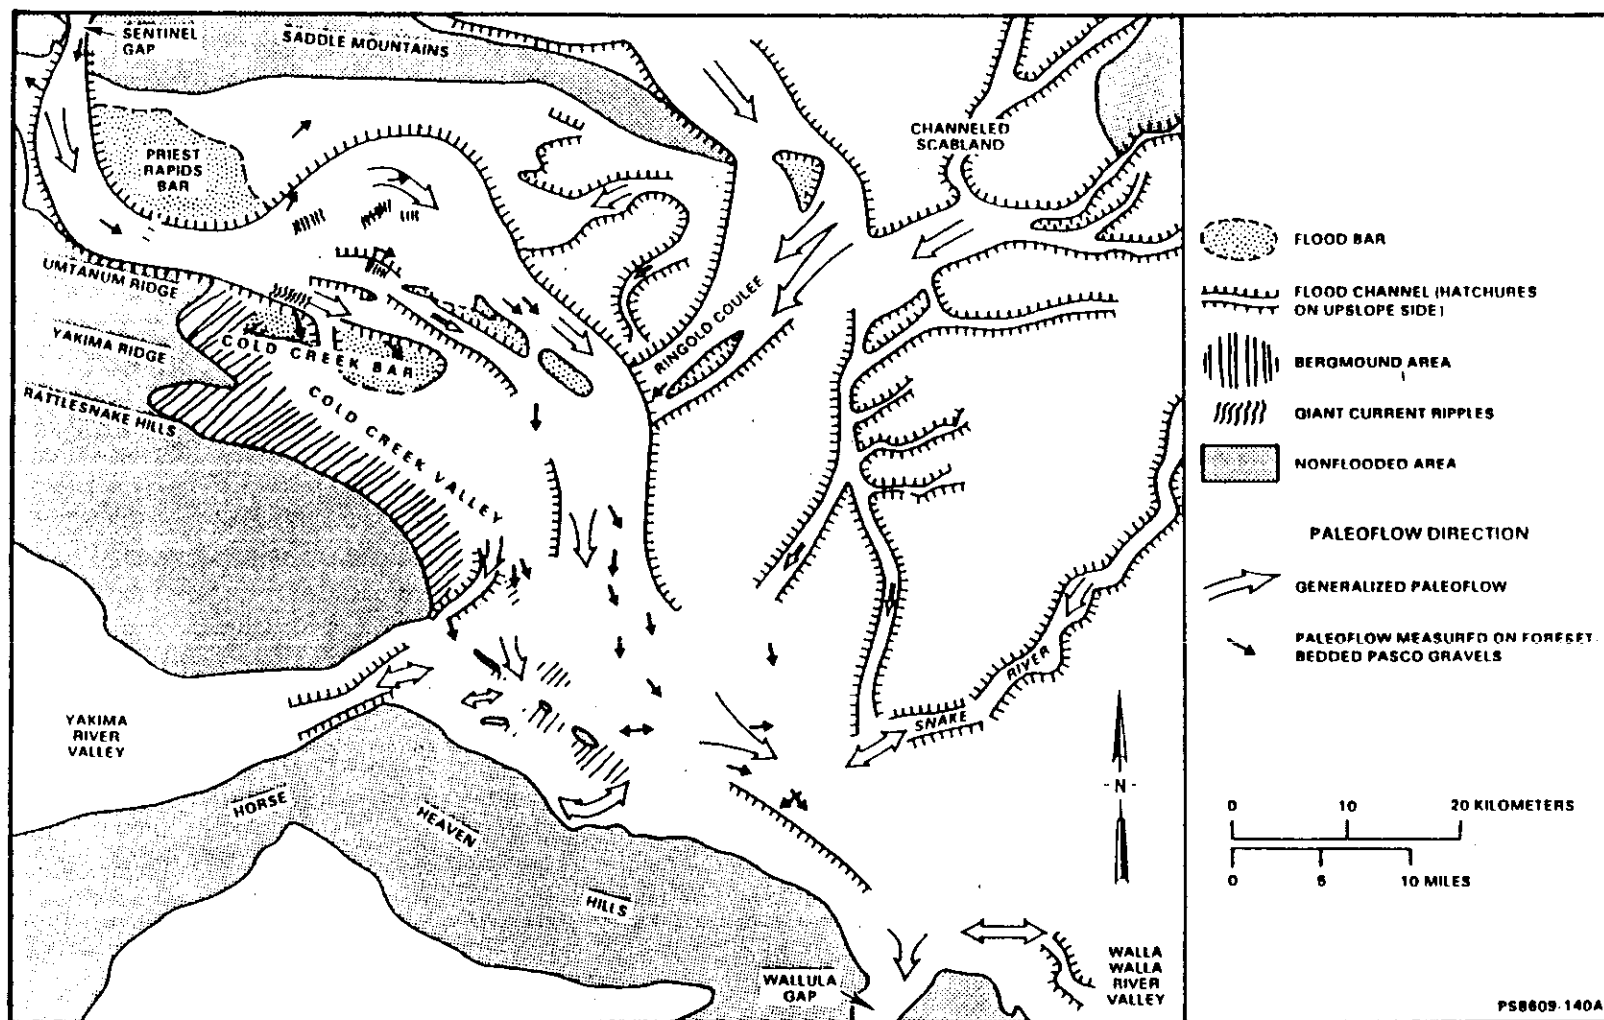 SENTINEL
GAP
SADDLE MOUNTAINS
PRIEST
RAPIDS
BAR
CHANNELED
SCABLAND
UMTANUM RIDGE
YAKIMA RIDGE
RATTLESNAKE HILLS
COLD CREEK BAR
COLD CREEK VALLEY
RINGOLD COULEE
SNAKE RIVER
YAKIMA
RIVER
VALLEY
HORSE
HEAVEN
HILLS
WALLULA
GAP
WALLA
WALLA
RIVER
VALLEY
-N-
FLOOD BAR
FLOOD CHANNEL (HATCHURES
ON UPSLOPE SIDE)
BERGMOUND AREA
GIANT CURRENT RIPPLES
NONFLOODED AREA
PALEOFLOW DIRECTION
GENERALIZED PALEOFLOW
PALEOFLOW MEASURED ON FORESET-
BEDDED PASCO GRAVELS
0 10 20 KILOMETERS
0 5 10 MILES
PS8609-140A